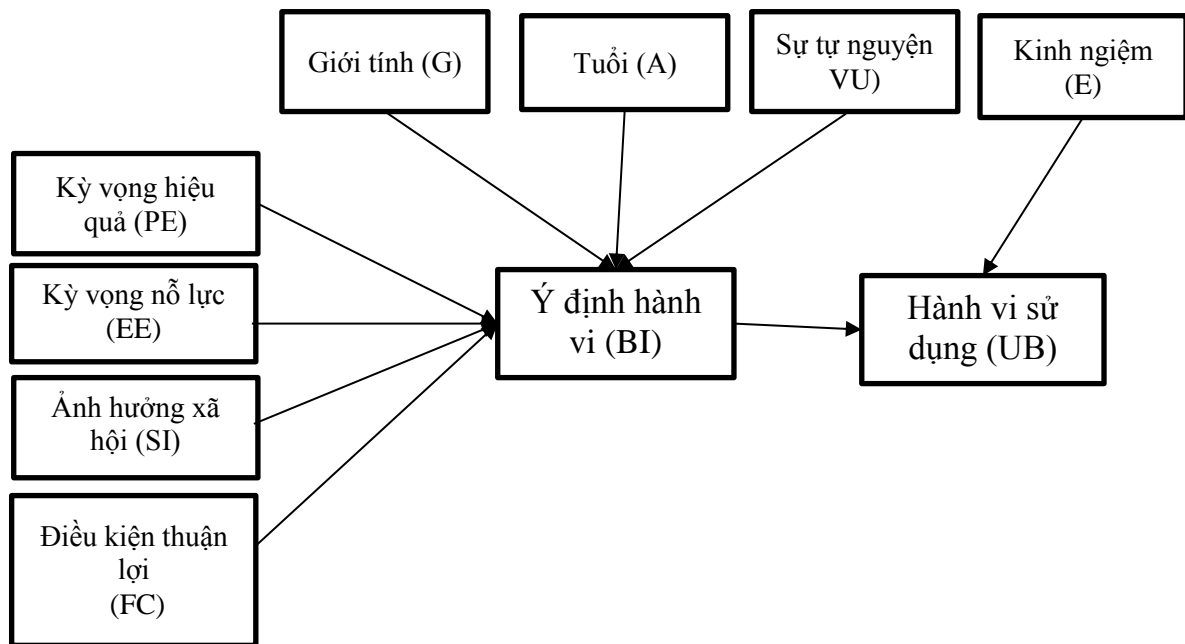 Giới tính (G)
Tuổi (A)
Sự tự nguyện
VU)
Kinh ngiệm
(E)
Kỳ vọng hiệu
quả (PE)
Kỳ vọng nỗ lực
(EE)
Ý định hành
vi (BI)
Hành vi sử
dụng (UB)
Ảnh hưởng xã
hội (SI)
Điều kiện thuận
lợi
(FC)